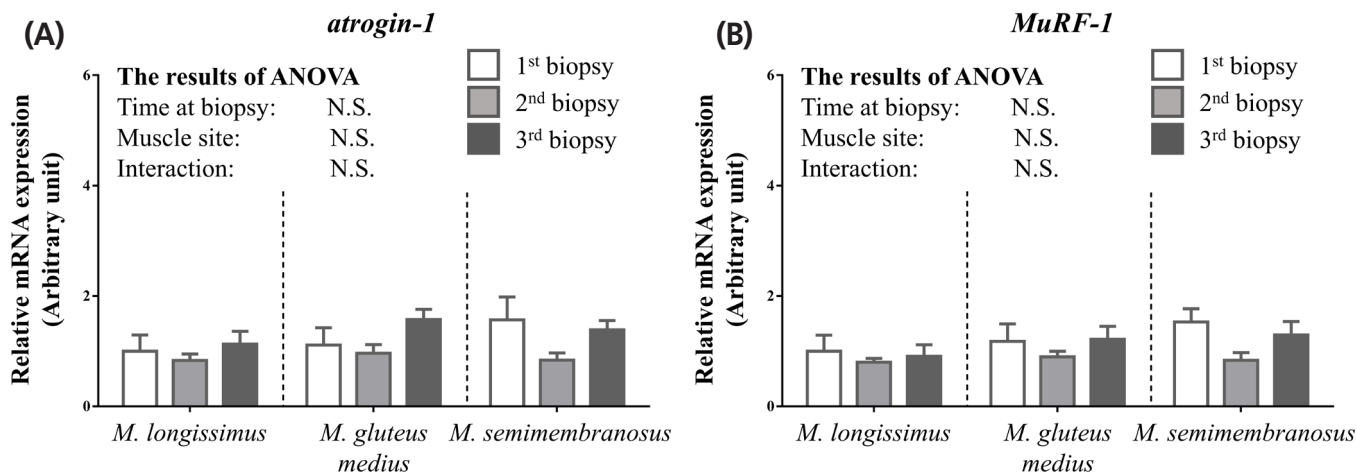 (A)
atrogin-1
The results of ANOVA
Time at biopsy: N.S.
Muscle site: N.S.
Interaction: N.S.
1st biopsy
2nd biopsy
3rd biopsy
Relative mRNA expression
(Arbitrary unit)
6
4
2
0
M. longissimus
M. gluteus
medius
M. semimembranosus
(B)
MuRF-1
The results of ANOVA
Time at biopsy: N.S.
Muscle site: N.S.
Interaction: N.S.
1st biopsy
2nd biopsy
3rd biopsy
Relative mRNA expression
(Arbitrary unit)
6
4
2
0
M. longissimus
M. gluteus
medius
M. semimembranosus